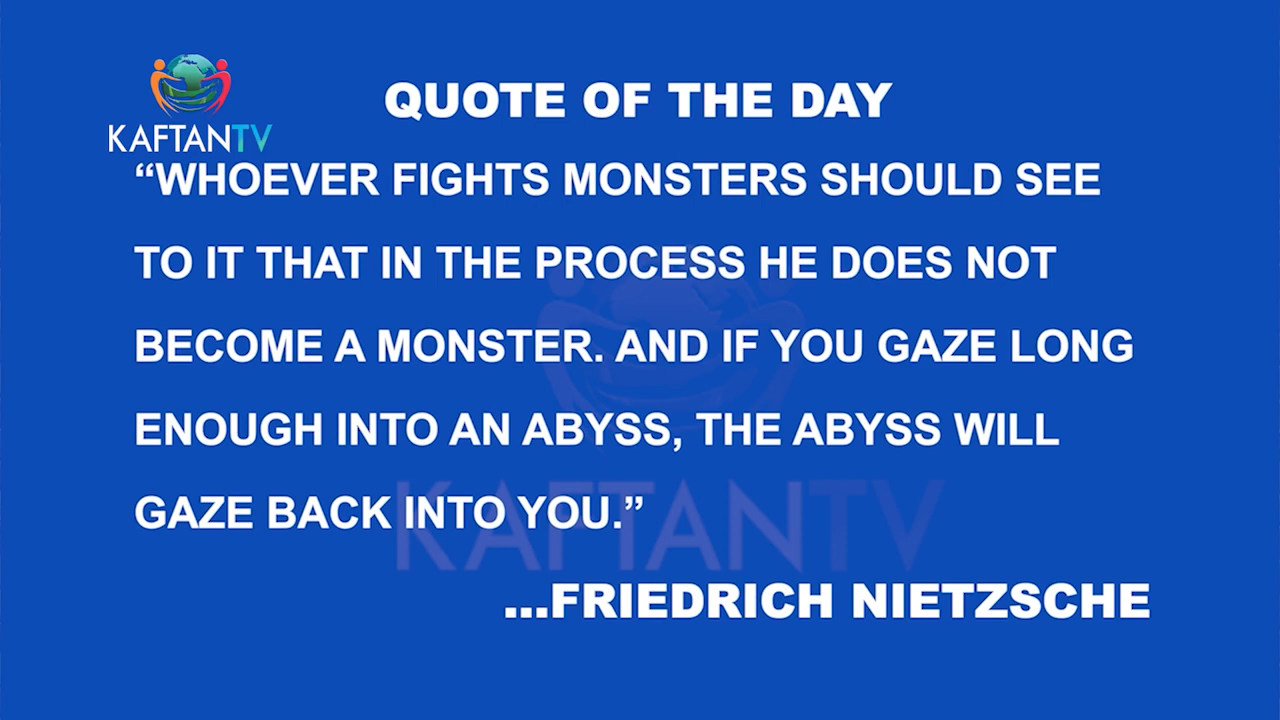 QUOTE OF THE DAY
KAFTANTV
“WHOEVER FIGHTS MONSTERS SHOULD SEE
TO IT THAT IN THE PROCESS HE DOES NOT
BECOME A MONSTER. AND IF YOU GAZE LONG
ENOUGH INTO AN ABYSS, THE ABYSS WILL
GAZE BACK INTO YOU.”
KAFTANTV
...FRIEDRICH NIETZSCHE